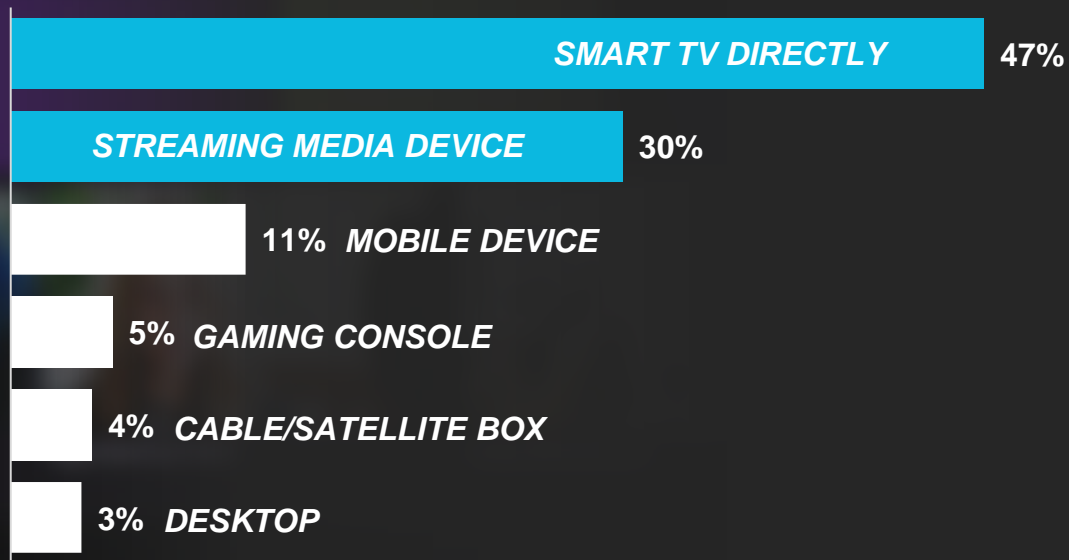 SMART TV DIRECTLY 47%
STREAMING MEDIA DEVICE 30%
11% MOBILE DEVICE
5% GAMING CONSOLE
4% CABLE/SATELLITE BOX
3% DESKTOP